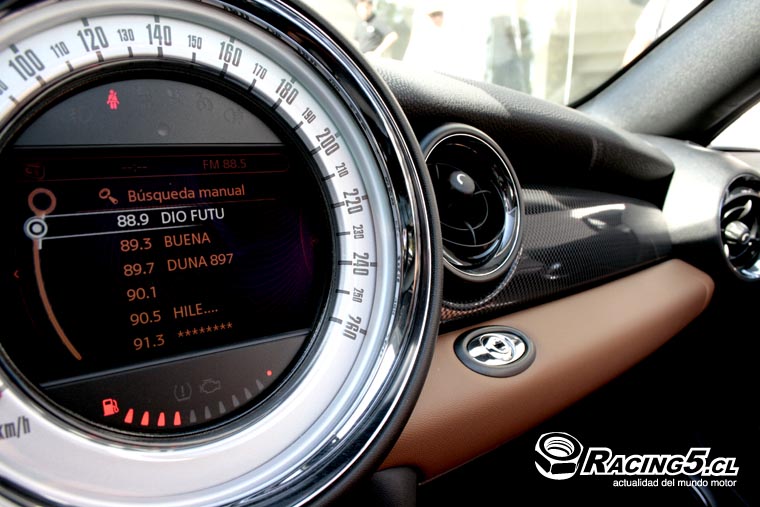 100 110 120 130 140 150 160 170 180 190 200 210 220 230 240 250 260
km/h
FM 88.5
Búsqueda manual
88.9 DIO FUTU
89.3 BUENA
89.7 DUNA 897
90.1
90.5 HILE....
91.3 ********
RACING5.CL
actualidad del mundo motor